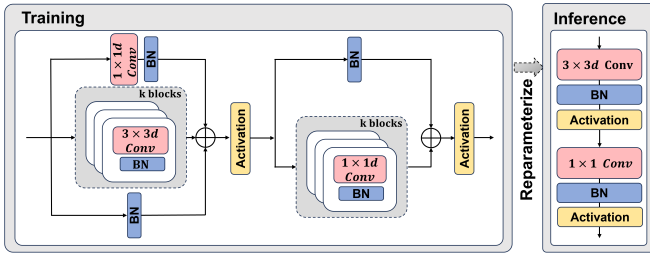 Training
1 × 1d
Conv
BN
k blocks
3 × 3d
Conv
BN
BN
Activation
BN
k blocks
1 × 1d
Conv
BN
Activation
Reparameterize
Inference
3 × 3d Conv
BN
Activation
1 × 1 Conv
BN
Activation